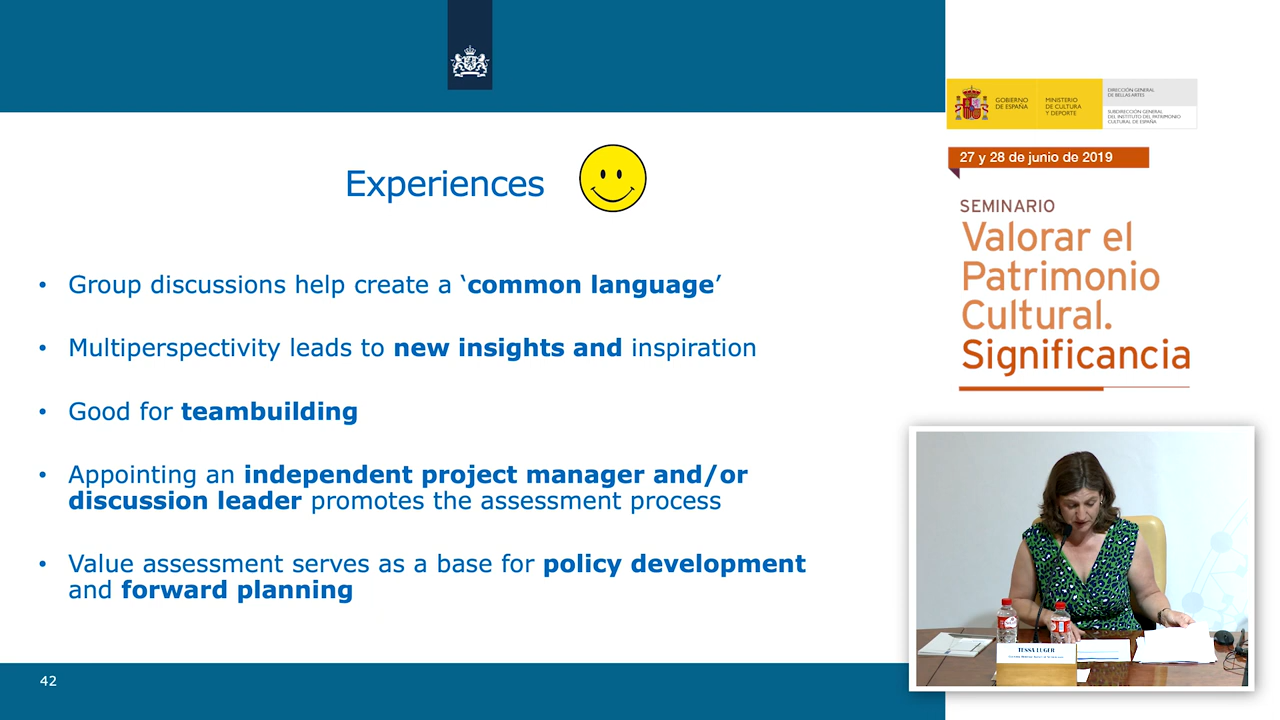 Experiences
• Group discussions help create a ‘common language’
• Multiperspectivity leads to new insights and inspiration
• Good for teambuilding
• Appointing an independent project manager and/or
discussion leader promotes the assessment process
• Value assessment serves as a base for policy development
and forward planning
42
GOBIERNO
DE ESPAÑA
MINISTERIO
DE CULTURA
Y DEPORTE
DIRECCIÓN GENERAL
DE BELLAS ARTES
SUBDIRECCIÓN GENERAL
DEL INSTITUTO DEL PATRIMONIO
CULTURAL DE ESPAÑA
27 y 28 de junio de 2019
SEMINARIO
Valorar el
Patrimonio
Cultural.
Significancia
TESSA LUGER